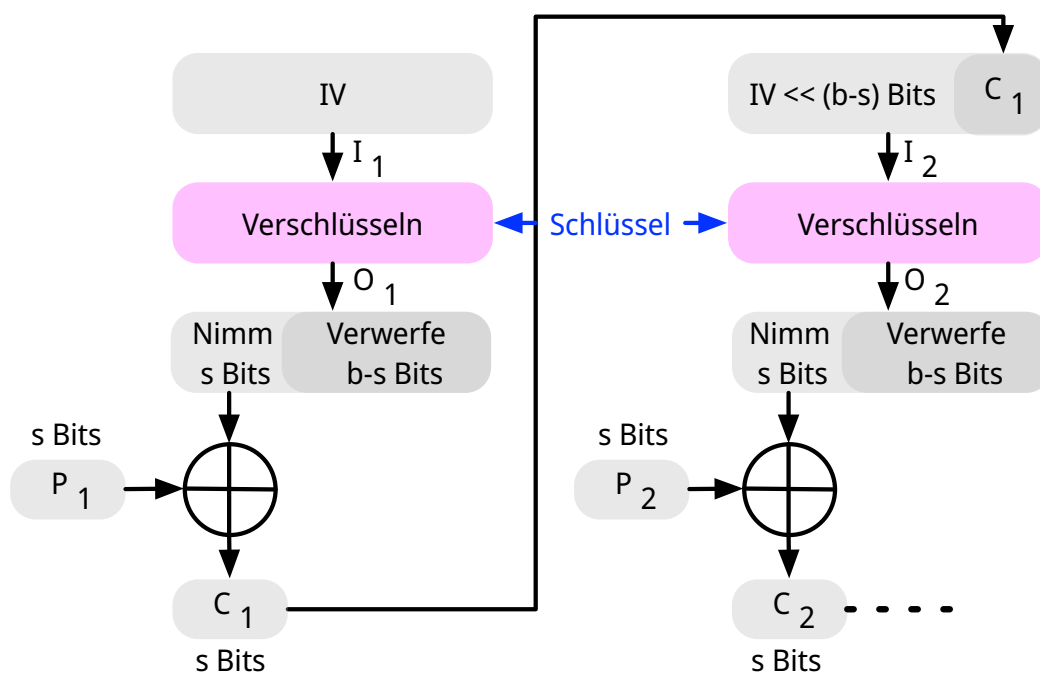 IV
I 1
Verschlüsseln
O 1
Nimm
s Bits
Verwerfe
b-s Bits
s Bits
P 1
C 1
s Bits
Schlüssel
IV << (b-s) Bits
C 1
I 2
Verschlüsseln
O 2
Nimm
s Bits
Verwerfe
b-s Bits
s Bits
P 2
C 2
s Bits